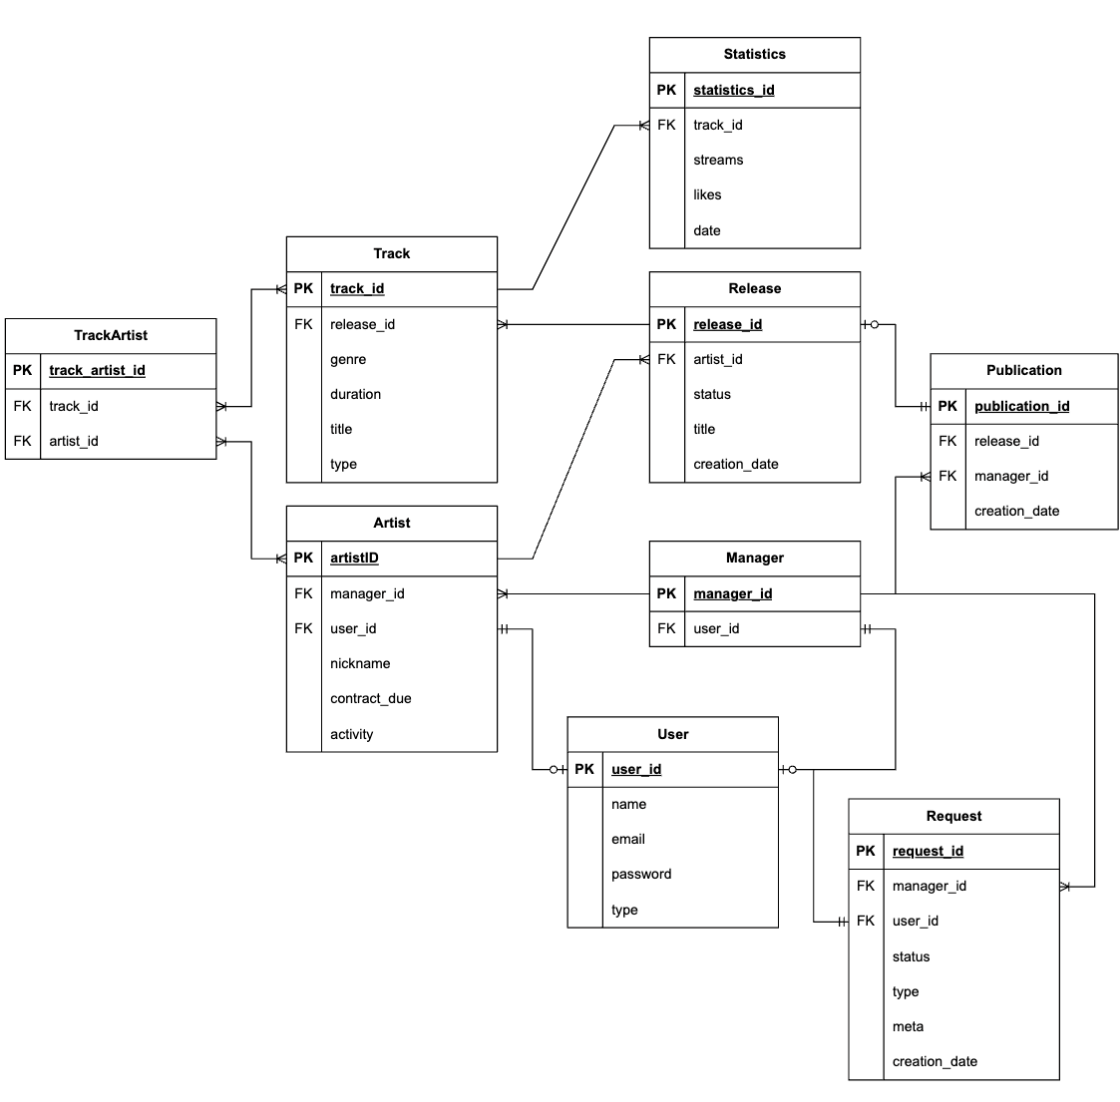 Statistics
PK statistics_id
FK track_id
streams
likes
date
Track
PK track_id
FK release_id
genre
duration
title
type
Release
PK release_id
FK artist_id
status
title
creation_date
TrackArtist
PK track_artist_id
FK track_id
FK artist_id
Publication
PK publication_id
FK release_id
FK manager_id
creation_date
Artist
PK artistID
FK manager_id
FK user_id
nickname
contract_due
activity
Manager
PK manager_id
FK user_id
User
PK user_id
name
email
password
type
Request
PK request_id
FK manager_id
FK user_id
status
type
meta
creation_date